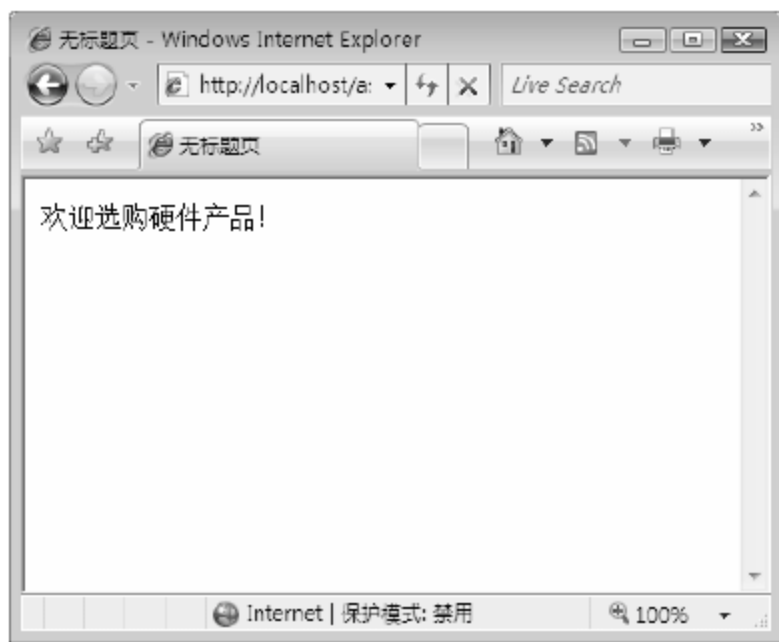 无标题页 - Windows Internet Explorer
http://localhost/a:
Live Search
无标题页
欢迎选购硬件产品!
Internet | 保护模式: 禁用
100%